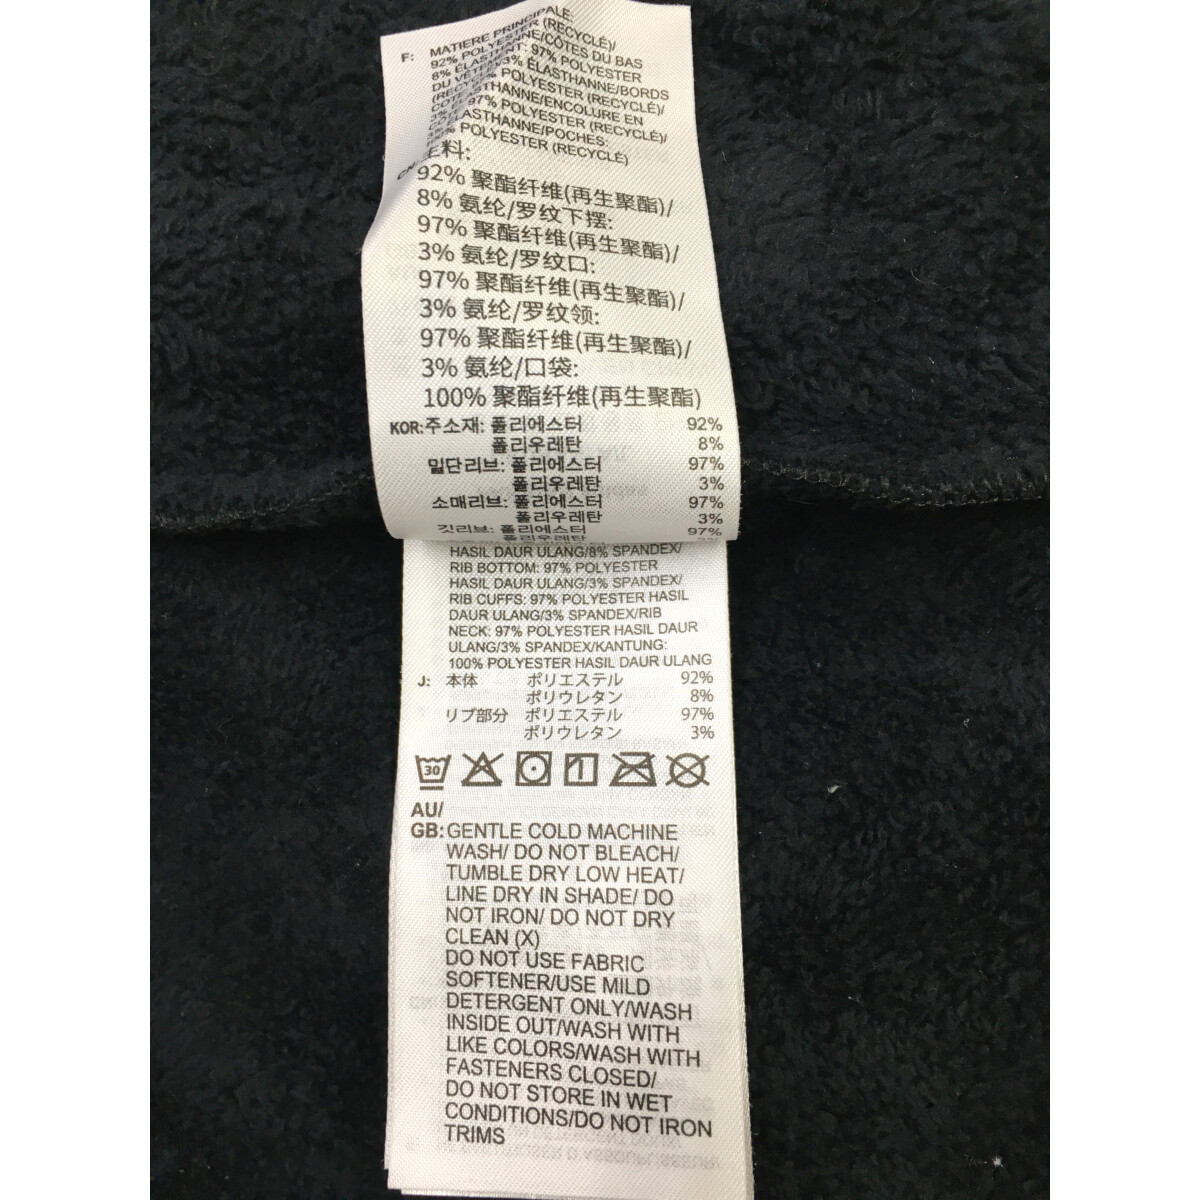 F: MATIERE PRINCIPALE:
92% POLYESTER (RECYCLÉ)/
8% ÉLASTHANNE/CÔTES DU BAS
DU VÊTEMENT: 97% POLYESTER
(RECYCLÉ)/3% ÉLASTHANNE/BORDS
CÔTE: 97% POLYESTER (RECYCLÉ)/
3% ÉLASTHANNE/ENCOLURE EN
CÔTE: 97% POLYESTER (RECYCLÉ)/
3% ÉLASTHANNE/POCHES:
POLYESTER (RECYCLÉ)
CN: 主料:
92% 聚酯纤维(再生聚酯)/
8% 氨纶/罗纹下摆:
97% 聚酯纤维(再生聚酯)/
3% 氨纶/罗纹口:
97% 聚酯纤维(再生聚酯)/
3% 氨纶/罗纹领:
97% 聚酯纤维(再生聚酯)/
3% 氨纶/口袋:
100% 聚酯纤维(再生聚酯)
KOR:주소재: 폴리에스터 92%
폴리우레탄 8%
밑단리브: 폴리에스터 97%
폴리우레탄 3%
소매리브: 폴리에스터 97%
폴리우레탄 3%
깃리브: 폴리에스터 97%
폴리우레탄 3%
HASIL DAUR ULANG/8% SPANDEX/
RIB BOTTOM: 97% POLYESTER
HASIL DAUR ULANG/3% SPANDEX/
RIB CUFFS: 97% POLYESTER HASIL
DAUR ULANG/3% SPANDEX/RIB
NECK: 97% POLYESTER HASIL DAUR
ULANG/3% SPANDEX/KANTUNG:
100% POLYESTER HASIL DAUR ULANG
J: 本体 ポリエステル 92%
ポリウレタン 8%
リブ部分 ポリエステル 97%
ポリウレタン 3%
30
AU/
GB: GENTLE COLD MACHINE
WASH/ DO NOT BLEACH/
TUMBLE DRY LOW HEAT/
LINE DRY IN SHADE/ DO
NOT IRON/ DO NOT DRY
CLEAN (X)
DO NOT USE FABRIC
SOFTENER/USE MILD
DETERGENT ONLY/WASH
INSIDE OUT/WASH WITH
LIKE COLORS/WASH WITH
FASTENERS CLOSED/
DO NOT STORE IN WET
CONDITIONS/DO NOT IRON
TRIMS